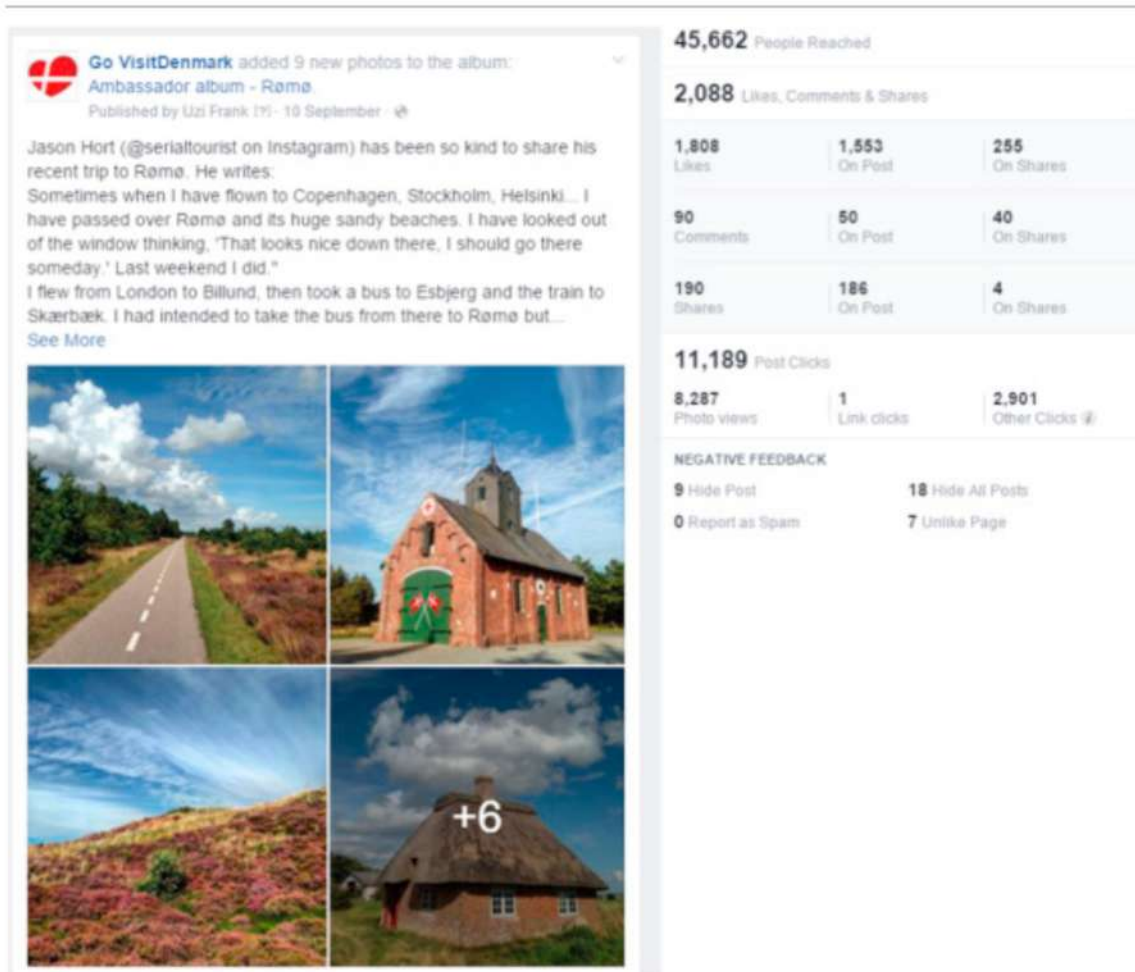 Go VisitDenmark added 9 new photos to the album:
Ambassador album - Rømø.
Published by Uzi Frank [?] · 10 September ·
Jason Hort (@serialtourist on Instagram) has been so kind to share his
recent trip to Rømø. He writes:
Sometimes when I have flown to Copenhagen, Stockholm, Helsinki... I
have passed over Rømø and its huge sandy beaches. I have looked out
of the window thinking, 'That looks nice down there, I should go there
someday.' Last weekend I did."
I flew from London to Billund, then took a bus to Esbjerg and the train to
Skærbæk. I had intended to take the bus from there to Rømø but...
See More
+6
45,662 People Reached
2,088 Likes, Comments & Shares
1,808 1,553 255
Likes On Post On Shares
90 50 40
Comments On Post On Shares
190 186 4
Shares On Post On Shares
11,189 Post Clicks
8,287 1 2,901
Photo views Link clicks Other Clicks
NEGATIVE FEEDBACK
9 Hide Post 18 Hide All Posts
0 Report as Spam 7 Unlike Page